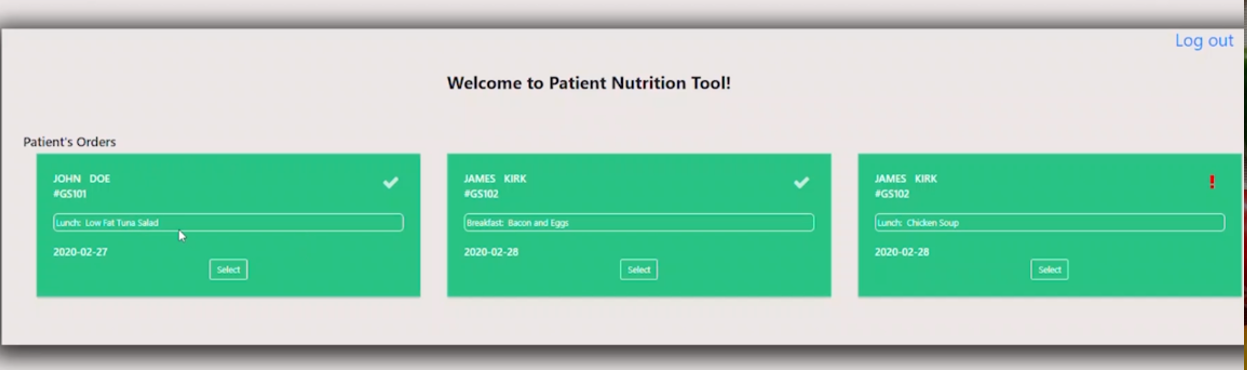 Log out
Welcome to Patient Nutrition Tool!
Patient's Orders
JOHN DOE
#GS101
Lunch: Low Fat Tuna Salad
2020-02-27
Select
JAMES KIRK
#GS102
Breakfast: Bacon and Eggs
2020-02-28
Select
JAMES KIRK
#GS102
!
Lunch: Chicken Soup
2020-02-28
Select